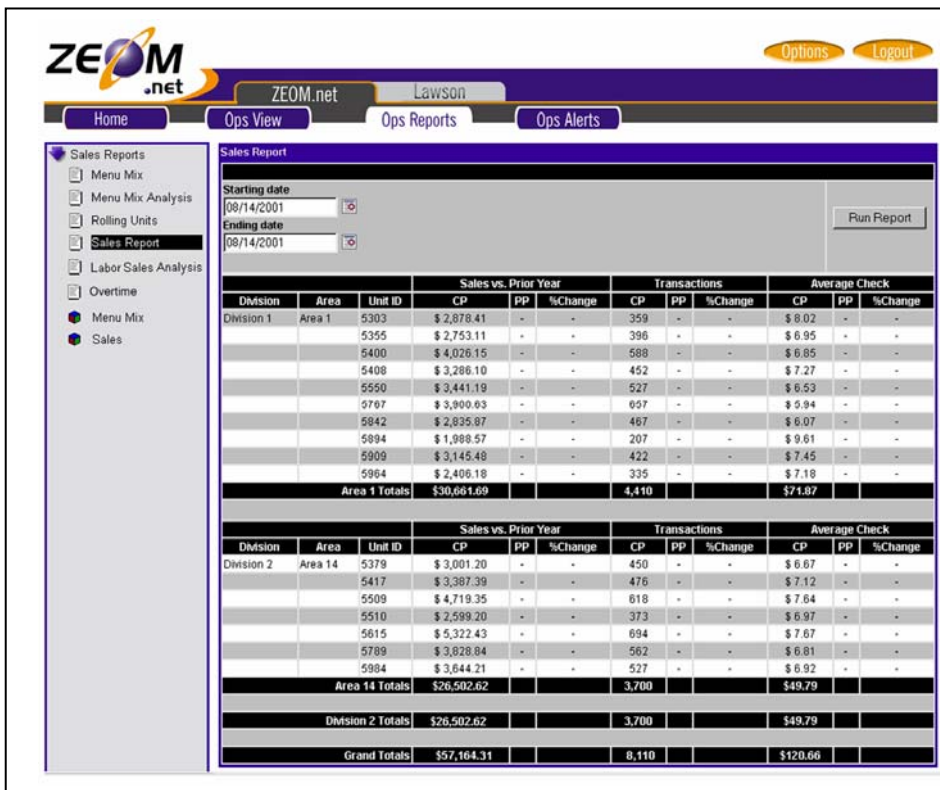 ZEOM
.net
Options Logout
ZEOM.net Lawson
Home Ops View Ops Reports Ops Alerts
Sales Reports
Menu Mix
Menu Mix Analysis
Rolling Units
Sales Report
Labor Sales Analysis
Overtime
Menu Mix
Sales
Sales Report
Starting date
08/14/2001
Ending date
08/14/2001
Run Report
Sales vs. Prior Year Transactions Average Check
Division Area Unit ID CP PP %Change CP PP %Change CP PP %Change
Division 1 Area 1 5303 $ 2,878.41 - - 359 - - $ 8.02 - -
5355 $ 2,753.11 - - 396 - - $ 6.95 - -
5400 $ 4,026.15 - - 588 - - $ 6.85 - -
5408 $ 3,286.10 - - 452 - - $ 7.27 - -
5550 $ 3,441.19 - - 527 - - $ 6.53 - -
5767 $ 3,900.63 - - 657 - - $ 5.94 - -
5842 $ 2,835.87 - - 467 - - $ 6.07 - -
5894 $ 1,988.57 - - 207 - - $ 9.61 - -
5909 $ 3,145.48 - - 422 - - $ 7.45 - -
5964 $ 2,406.18 - - 335 - - $ 7.18 - -
Area 1 Totals $30,661.69 4,410 $71.87
Sales vs. Prior Year Transactions Average Check
Division Area Unit ID CP PP %Change CP PP %Change CP PP %Change
Division 2 Area 14 5379 $ 3,001.20 - - 450 - - $ 6.67 - -
5417 $ 3,387.39 - - 476 - - $ 7.12 - -
5509 $ 4,719.35 - - 618 - - $ 7.64 - -
5510 $ 2,599.20 - - 373 - - $ 6.97 - -
5615 $ 5,322.43 - - 694 - - $ 7.67 - -
5789 $ 3,828.84 - - 562 - - $ 6.81 - -
5984 $ 3,644.21 - - 527 - - $ 6.92 - -
Area 14 Totals $26,502.62 3,700 $49.79
Division 2 Totals $26,502.62 3,700 $49.79
Grand Totals $57,164.31 8,110 $120.66